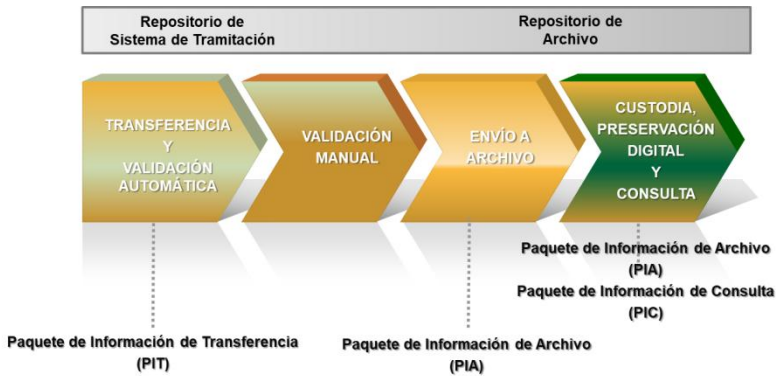 Repositorio de
Sistema de Tramitación
Repositorio de
Archivo
TRANSFERENCIA
Y
VALIDACIÓN
AUTOMÁTICA
VALIDACIÓN
MANUAL
ENVÍO A
ARCHIVO
CUSTODIA,
PRESERVACIÓN
DIGITAL
Y
CONSULTA
Paquete de Información de Archivo
(PIA)
Paquete de Información de Consulta
(PIC)
Paquete de Información de Transferencia
(PIT)
Paquete de Información de Archivo
(PIA)